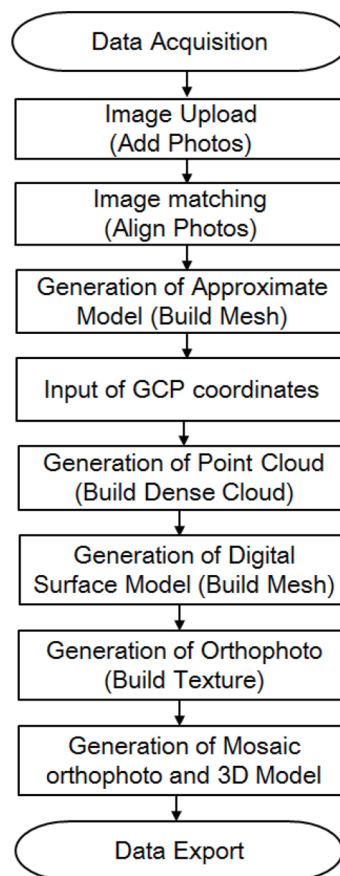 Data Acquisition
Image Upload
(Add Photos)
Image matching
(Align Photos)
Generation of Approximate
Model (Build Mesh)
Input of GCP coordinates
Generation of Point Cloud
(Build Dense Cloud)
Generation of Digital
Surface Model (Build Mesh)
Generation of Orthophoto
(Build Texture)
Generation of Mosaic
orthophoto and 3D Model
Data Export